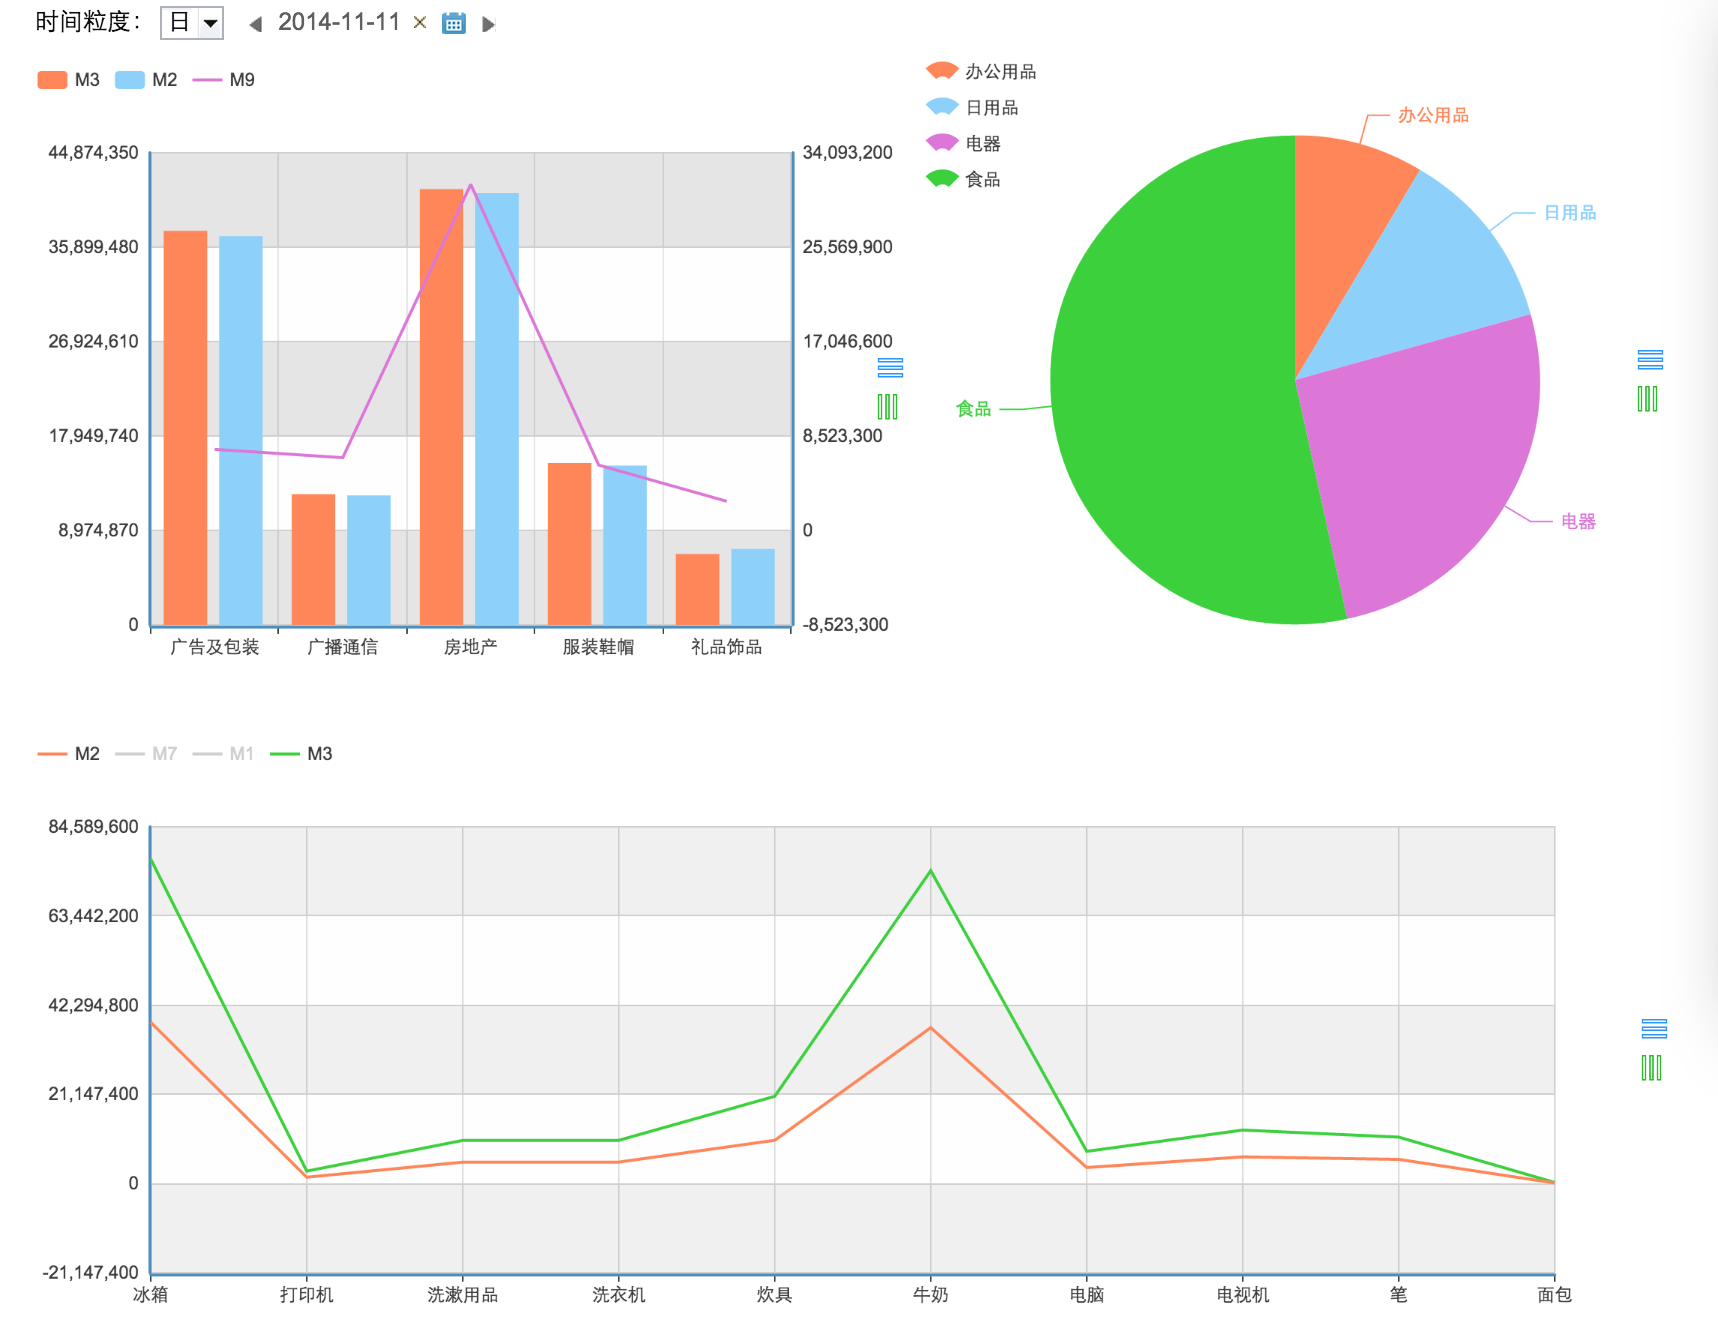 时间粒度： 日 2014-11-11
M3 M2 M9
44,874,350
35,899,480
26,924,610
17,949,740
8,974,870
0
34,093,200
25,569,900
17,046,600
8,523,300
0
-8,523,300
广告及包装 广播通信 房地产 服装鞋帽 礼品饰品
办公用品
日用品
电器
食品
办公用品
日用品
食品
电器
M2 M7 M1 M3
84,589,600
63,442,200
42,294,800
21,147,400
0
-21,147,400
冰箱 打印机 洗漱用品 洗衣机 炊具 牛奶 电脑 电视机 笔 面包